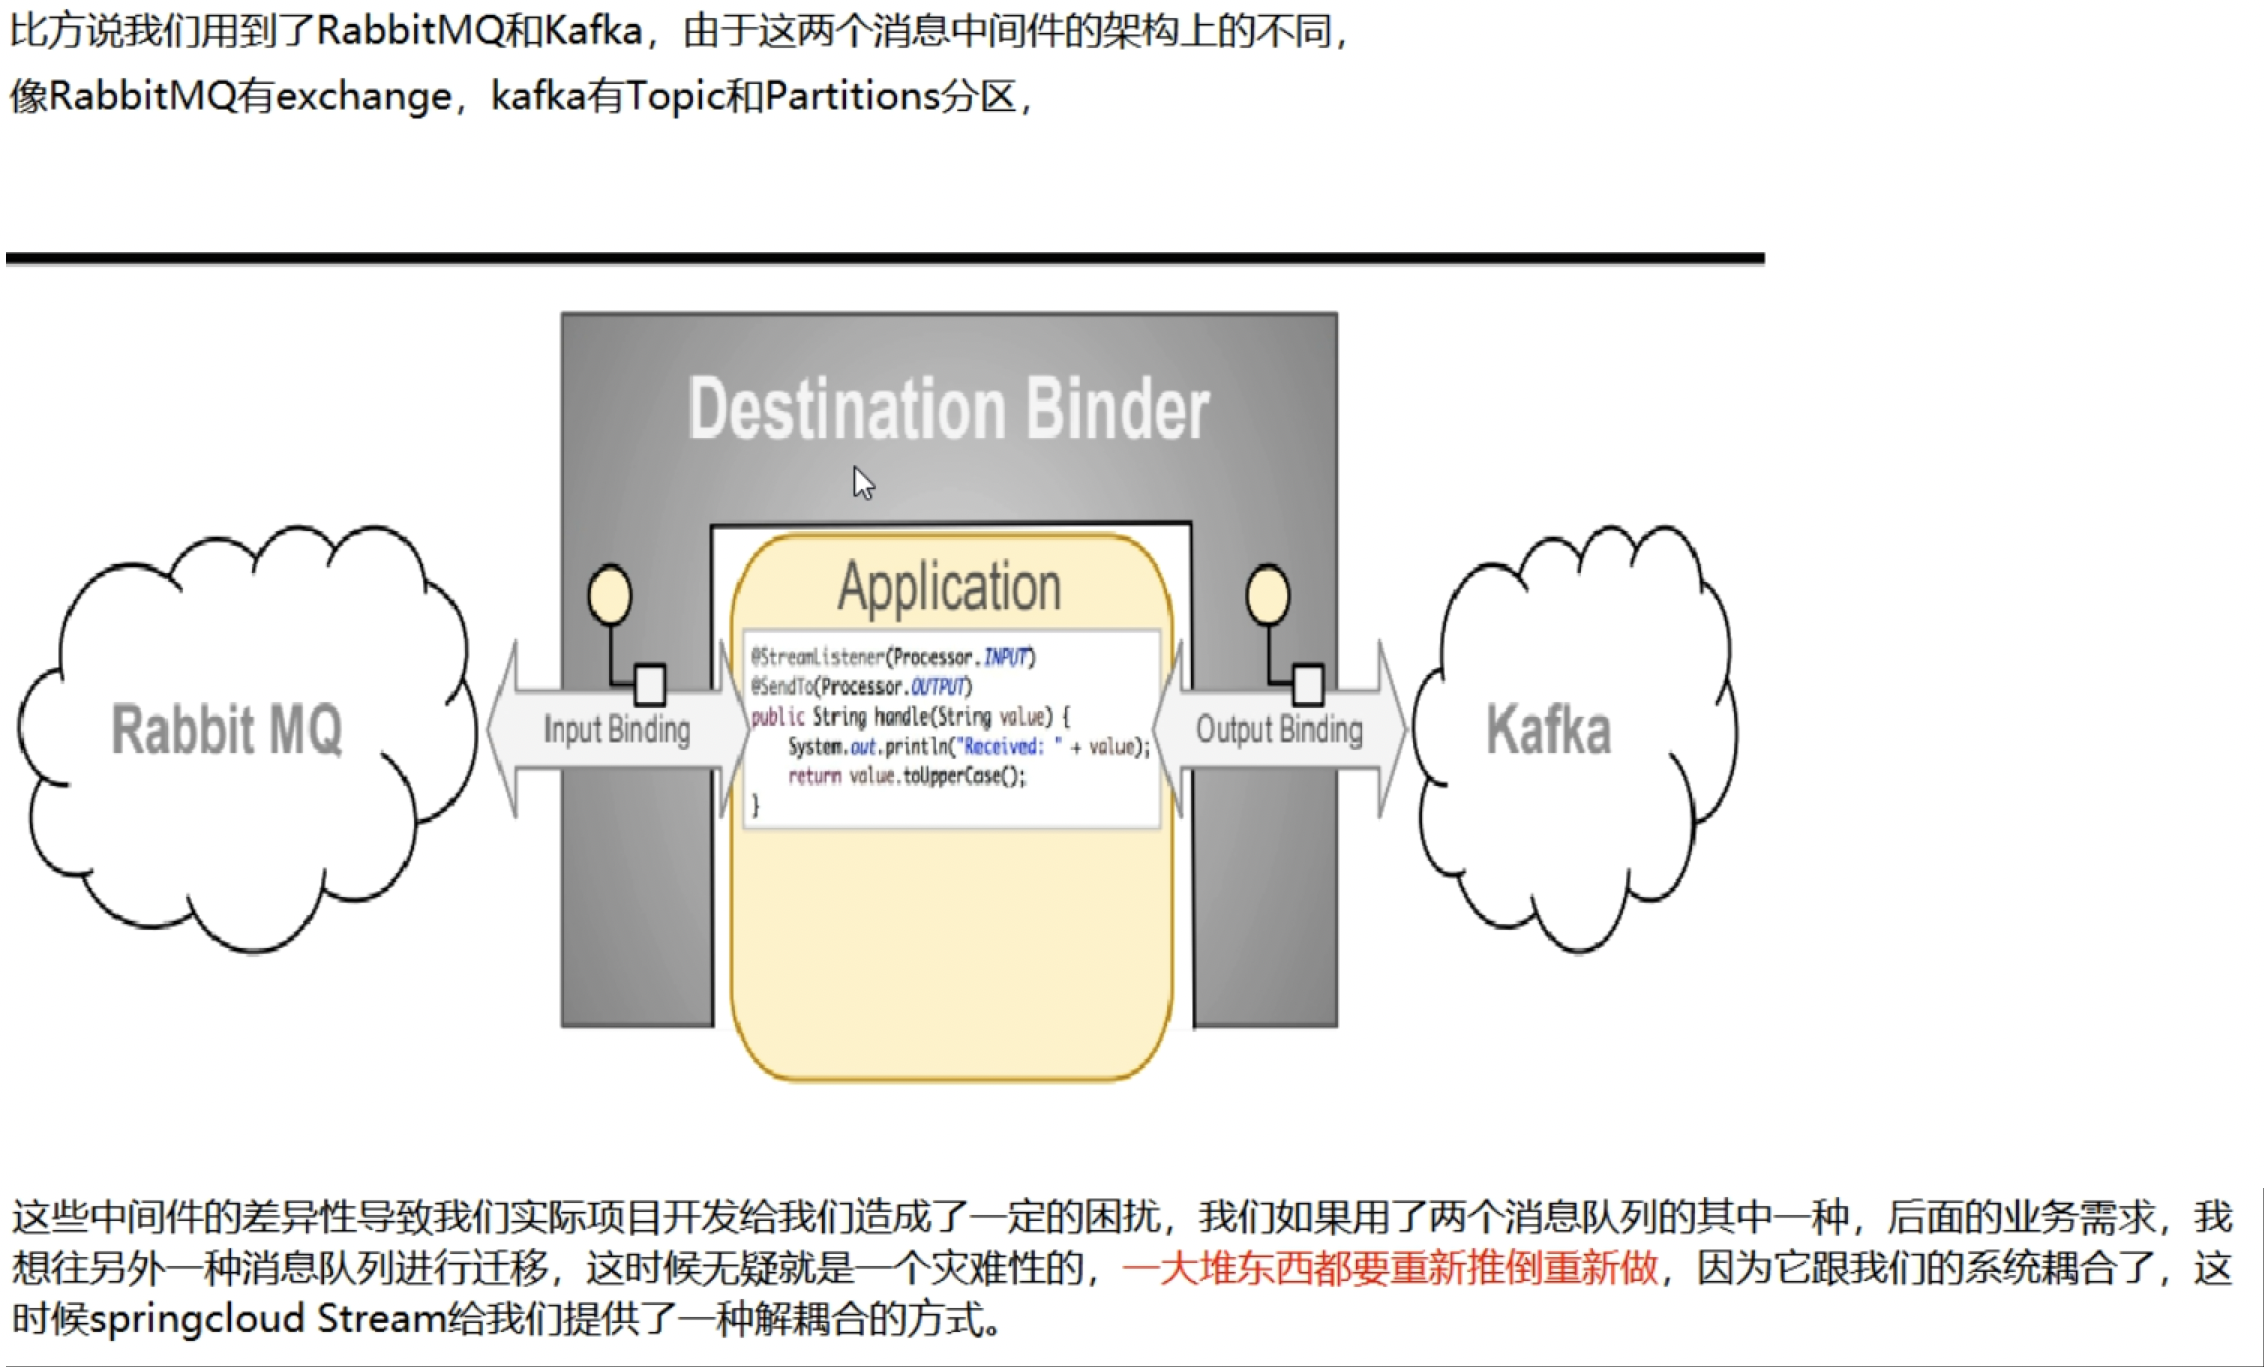 比方说我们用到了RabbitMQ和Kafka，由于这两个消息中间件的架构上的不同，
像RabbitMQ有exchange，kafka有Topic和Partitions分区，
Destination Binder
Application
@StreamListener(Processor.INPUT)
@SendTo(Processor.OUTPUT)
public String handle(String value) {
System.out.println("Received: " + value);
return value.toUpperCase();
}
Rabbit MQ
Input Binding
Output Binding
Kafka
这些中间件的差异性导致我们实际项目开发给我们造成了一定的困扰，我们如果用了两个消息队列的其中一种，后面的业务需求，我
想往另外一种消息队列进行迁移，这时候无疑就是一个灾难性的，一大堆东西都要重新推倒重新做，因为它跟我们的系统耦合了，这
时候springcloud Stream给我们提供了一种解耦合的方式。